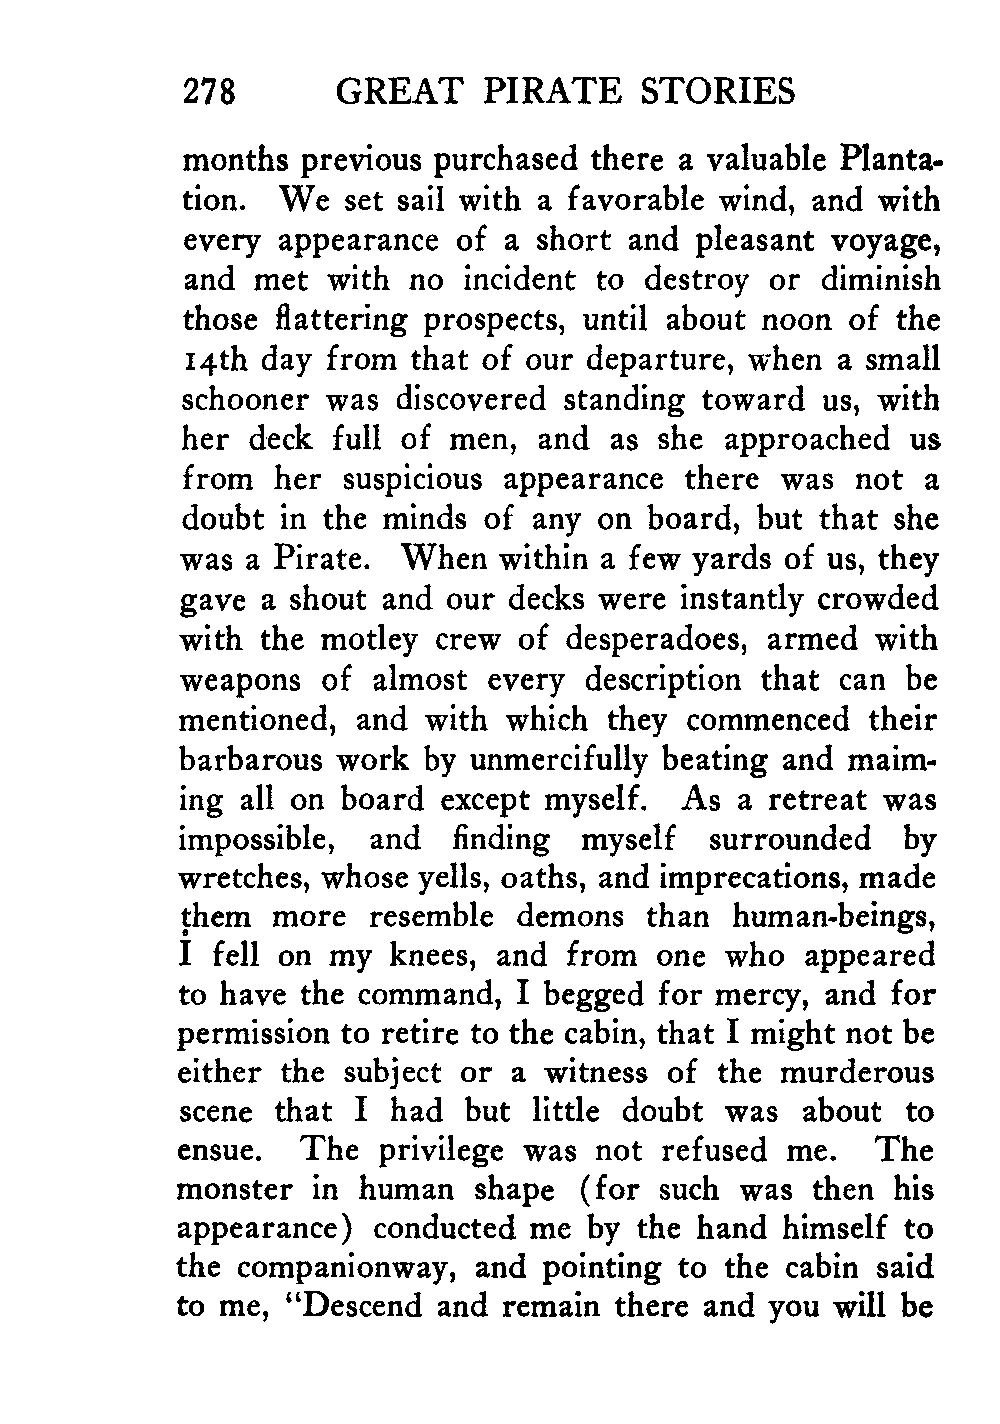 278 GREAT PIRATE STORIES
months previous purchased there a valuable Planta-
tion. We set sail with a favorable wind, and with
every appearance of a short and pleasant voyage,
and met with no incident to destroy or diminish
those flattering prospects, until about noon of the
14th day from that of our departure, when a small
schooner was discovered standing toward us, with
her deck full of men, and as she approached us
from her suspicious appearance there was not a
doubt in the minds of any on board, but that she
was a Pirate. When within a few yards of us, they
gave a shout and our decks were instantly crowded
with the motley crew of desperadoes, armed with
weapons of almost every description that can be
mentioned, and with which they commenced their
barbarous work by unmercifully beating and maim-
ing all on board except myself. As a retreat was
impossible, and finding myself surrounded by
wretches, whose yells, oaths, and imprecations, made
them more resemble demons than human-beings,
I fell on my knees, and from one who appeared
to have the command, I begged for mercy, and for
permission to retire to the cabin, that I might not be
either the subject or a witness of the murderous
scene that I had but little doubt was about to
ensue. The privilege was not refused me. The
monster in human shape (for such was then his
appearance) conducted me by the hand himself to
the companionway, and pointing to the cabin said
to me, “Descend and remain there and you will be